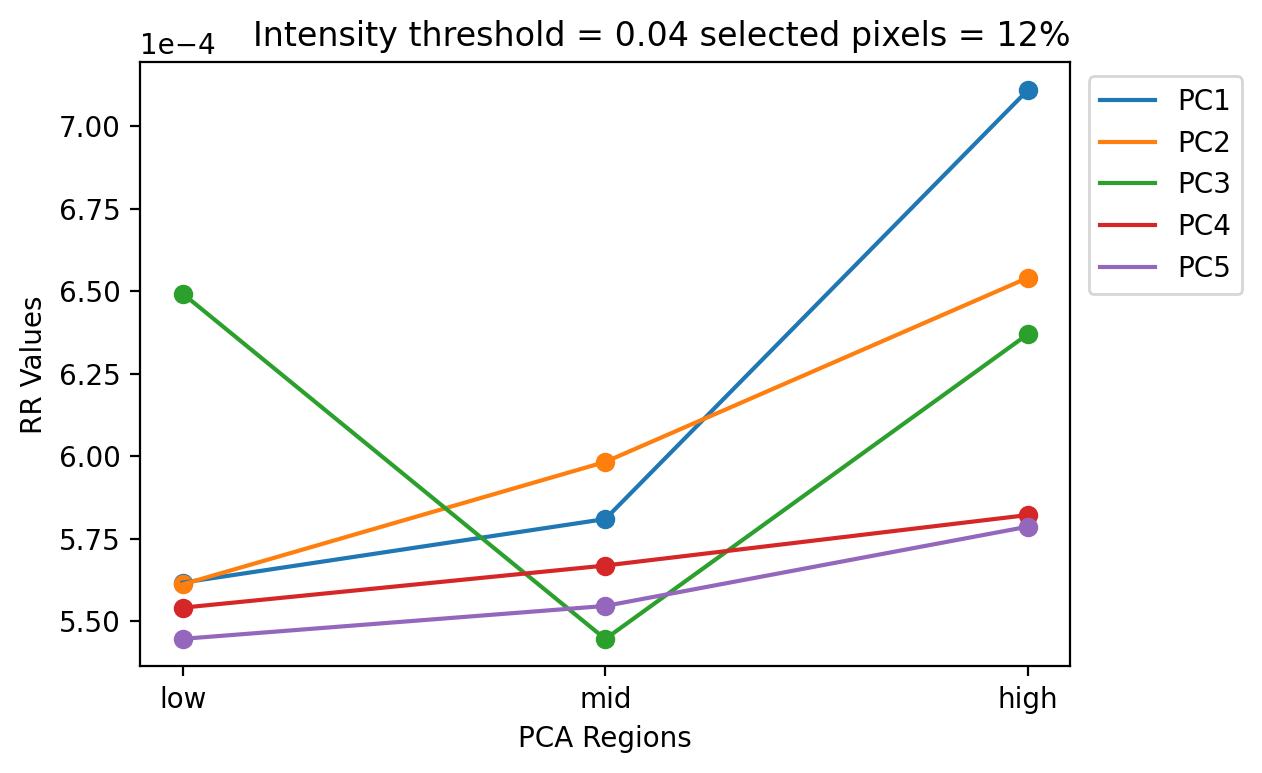 Intensity threshold = 0.04 selected pixels = 12%
1e−4
7.00
6.75
6.50
6.25
6.00
5.75
5.50
RR Values
low mid high
PCA Regions
PC1
PC2
PC3
PC4
PC5